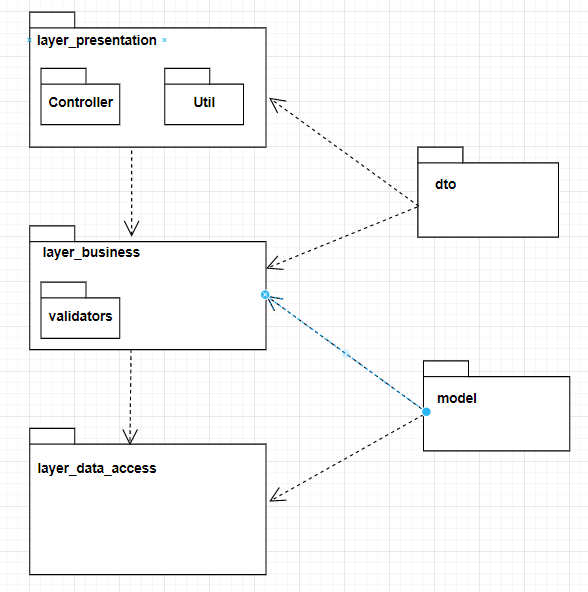 layer_presentation
Controller
Util
dto
layer_business
validators
model
layer_data_access